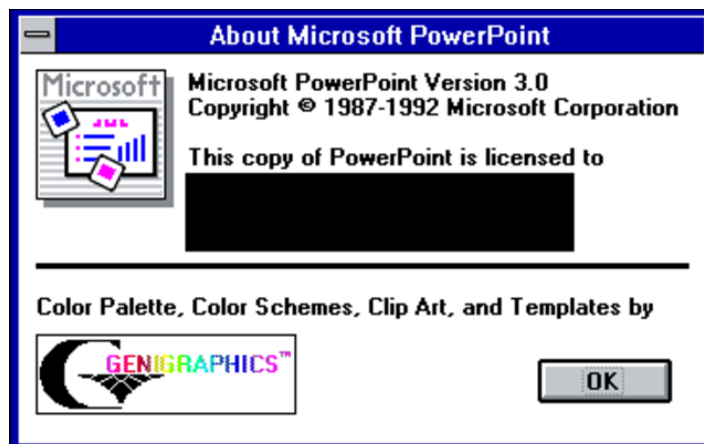 About Microsoft PowerPoint
Microsoft
Microsoft PowerPoint Version 3.0
Copyright © 1987-1992 Microsoft Corporation
This copy of PowerPoint is licensed to
Color Palette, Color Schemes, Clip Art, and Templates by
GENIGRAPHICS™
OK